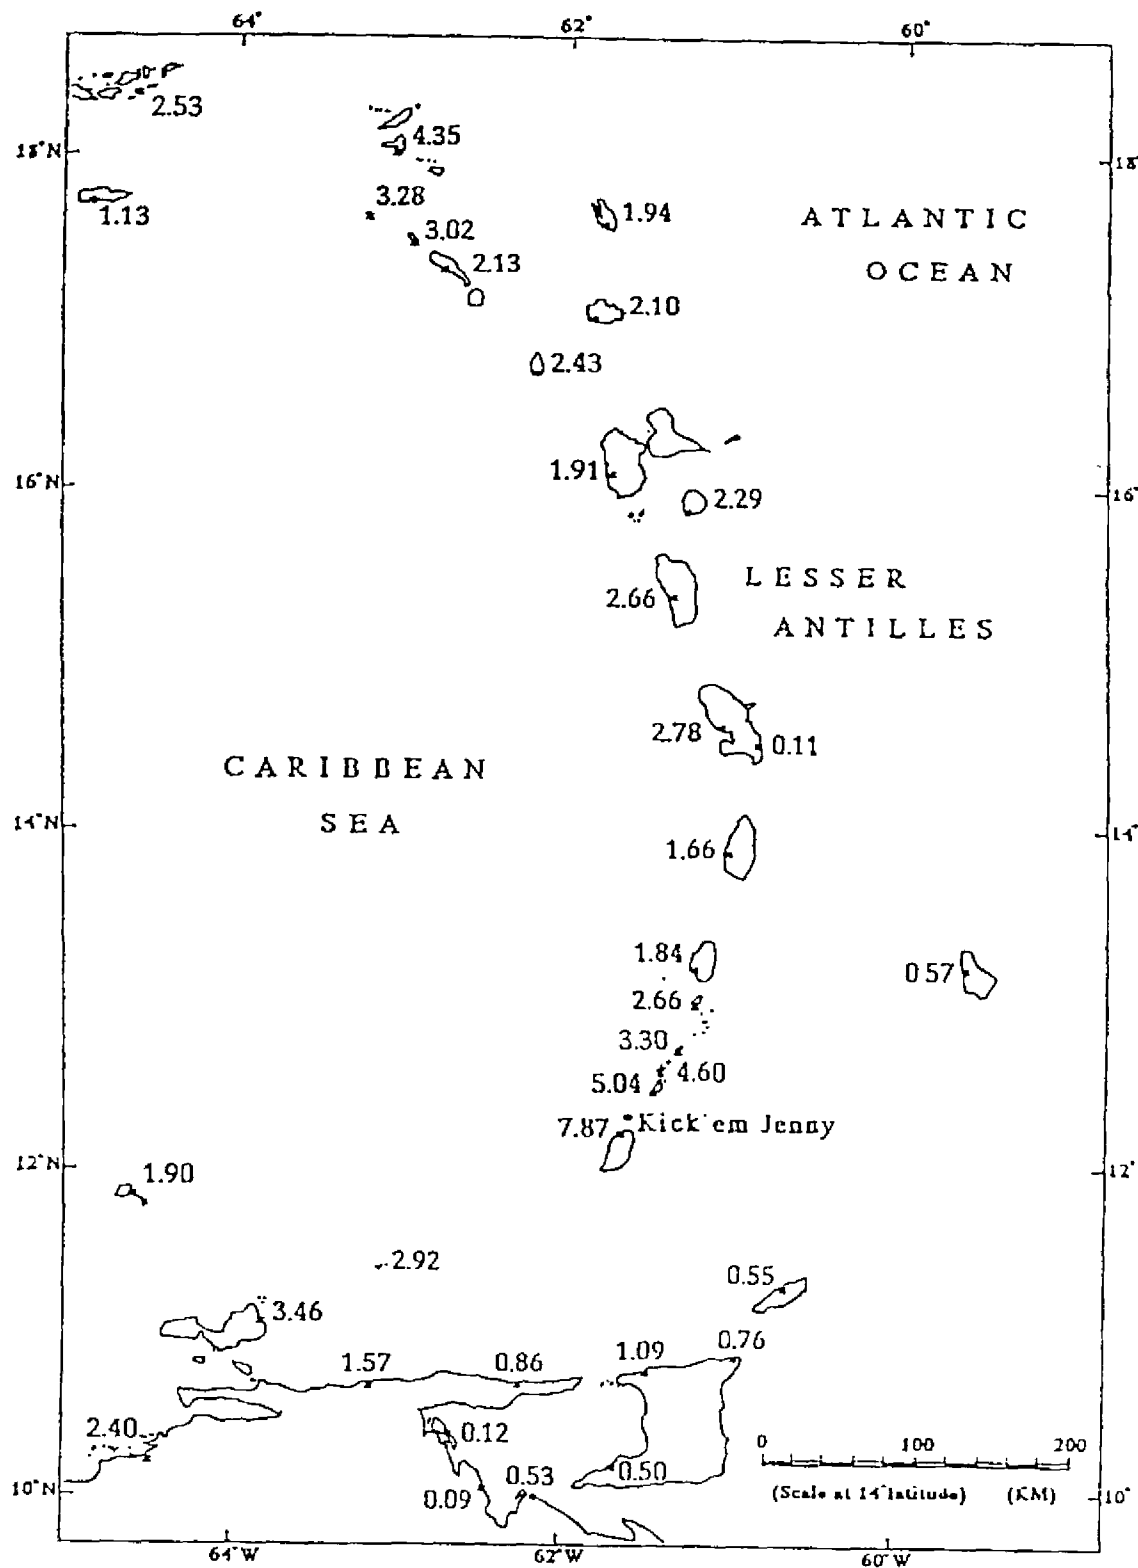 64° 62° 60°
2.53
4.35
18°N 18°
3.28
1.13 1.94 ATLANTIC
3.02
2.13 OCEAN
2.10
2.43
1.91
16°N 16°
2.29
LESSER
2.66
ANTILLES
2.78 0.11
CARIBBEAN
SEA
14°N 14°
1.66
1.84
0.57
2.66
3.30
4.60
5.04
7.87 Kick'em Jenny
12°N 12°
1.90
2.92
0.55
3.46
0.76
1.57 0.86 1.09
2.40
0.12
0 100 200
0.53 0.50
0.09
(Scale at 14°latitude) (KM)
10°N 10°
64°W 62°W 60°W